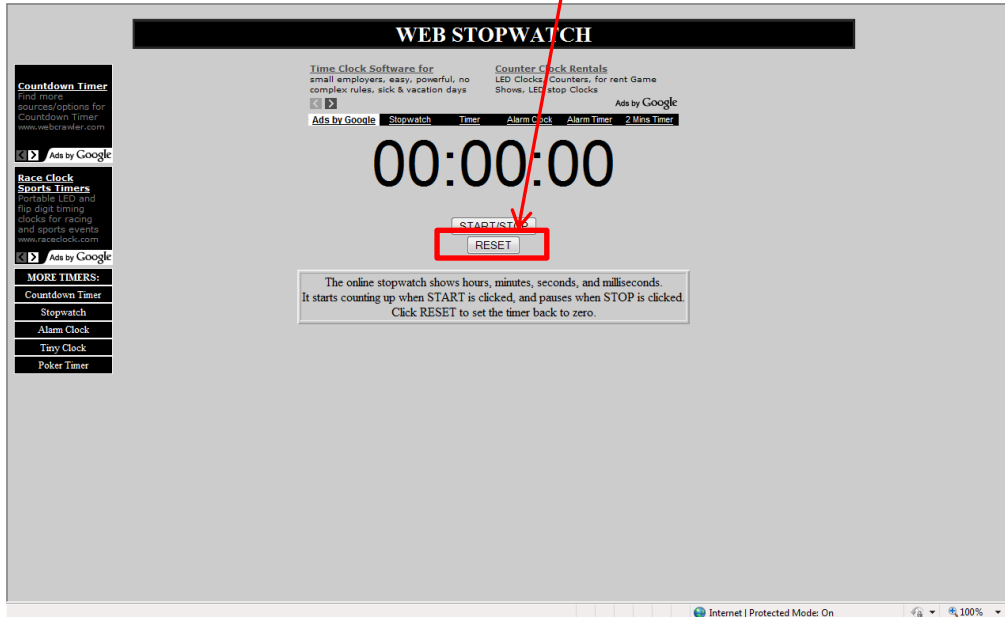 WEB STOPWATCH
Countdown Timer
Find more
sources/options for
Countdown Timer
www.webcrawler.com
Ads by Google
Race Clock
Sports Timers
Portable LED and
flip digit timing
clocks for racing
and sports events
www.raceclock.com
Ads by Google
MORE TIMERS:
Countdown Timer
Stopwatch
Alarm Clock
Tiny Clock
Poker Timer
Time Clock Software for
small employers, easy, powerful, no
complex rules, sick & vacation days
Counter Clock Rentals
LED Clocks, Counters, for rent Game
Shows, LED stop Clocks
Ads by Google
Ads by Google Stopwatch Timer Alarm Clock Alarm Timer 2 Mins Timer
00:00:00
START/STOP
RESET
The online stopwatch shows hours, minutes, seconds, and milliseconds.
It starts counting up when START is clicked, and pauses when STOP is clicked.
Click RESET to set the timer back to zero.
Internet | Protected Mode: On 100%